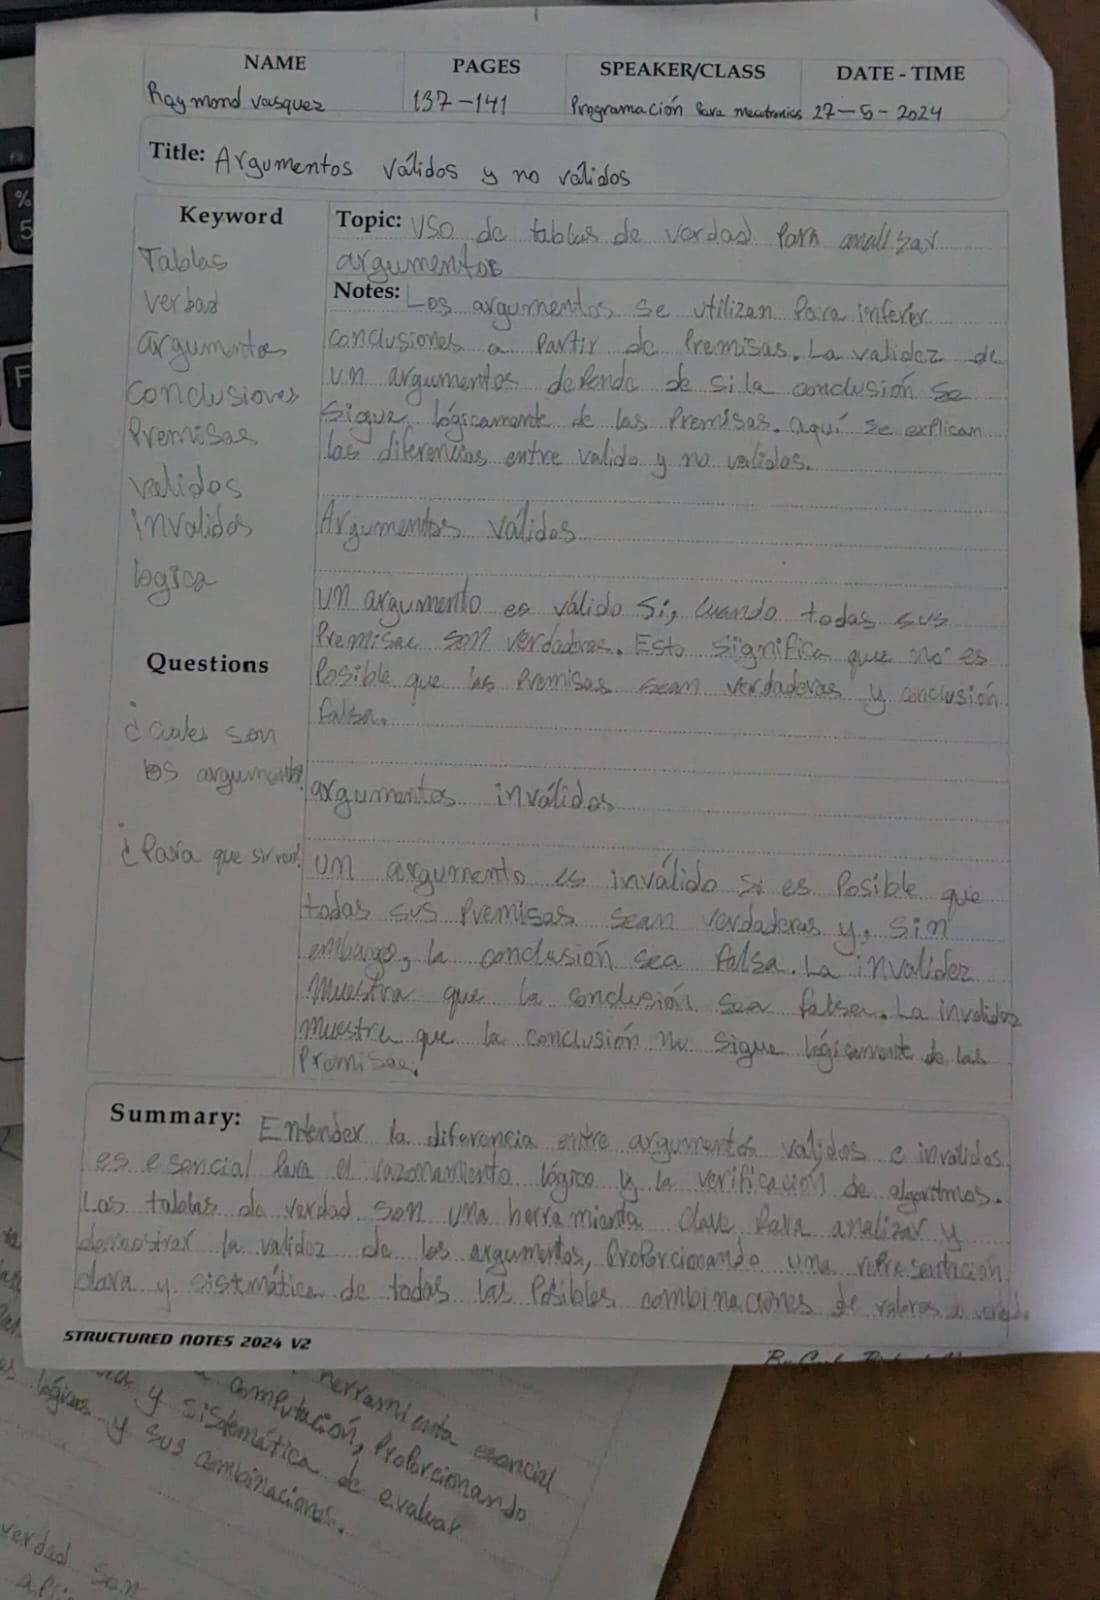 NAME PAGES SPEAKER/CLASS DATE - TIME
Raymond vasquez 137-141 Programación Para mecatronics 27-5-2024
Title: Argumentos válidos y no válidos
Keyword
Tablas
verdad
argumentos
conclusiones
Premisas
validos
invalidos
logica
Questions
¿Cuales son
los argumentos?
¿Para que sirven?
Topic: USO de tablas de verdad Para analizar
argumentos
Notes: Los argumentos se utilizan Para inferir
conclusiones a Partir de Premisas. La validez de
un argumentos depende de si la conclusión se
sigue lógicamente de las Premisas. aquí se explican
las diferencias entre valido y no validos.
Argumentos válidos
un argumento es válido si, cuando todas sus
Premisas son verdaderas. Esto significa que no es
Posible que las Premisas sean verdaderas y conclusión
falsa.
argumentos inválidos
un argumento es inválido si es Posible que
todas sus Premisas sean verdaderas y, sin
embargo, la conclusión sea falsa. La invalidez
muestra que la conclusión sea falsa. La invalidez
muestra que la conclusión no sigue lógicamente de las
Premisas.
Summary: Entender la diferencia entre argumentos validos e invalidos
es esencial Para el razonamiento lógico y la verificación de algoritmos.
Las tablas de verdad son una herramienta clave Para analizar y
demostrar la validez de los argumentos, Proporcionando una representación
clara y sistemática de todas las Posibles combinaciones de valores de verdad.
STRUCTURED NOTES 2024 V2
herramienta esencial
computación, Proporcionando
y sistemática de evaluar
lógicas y sus combinaciones.
verdad son